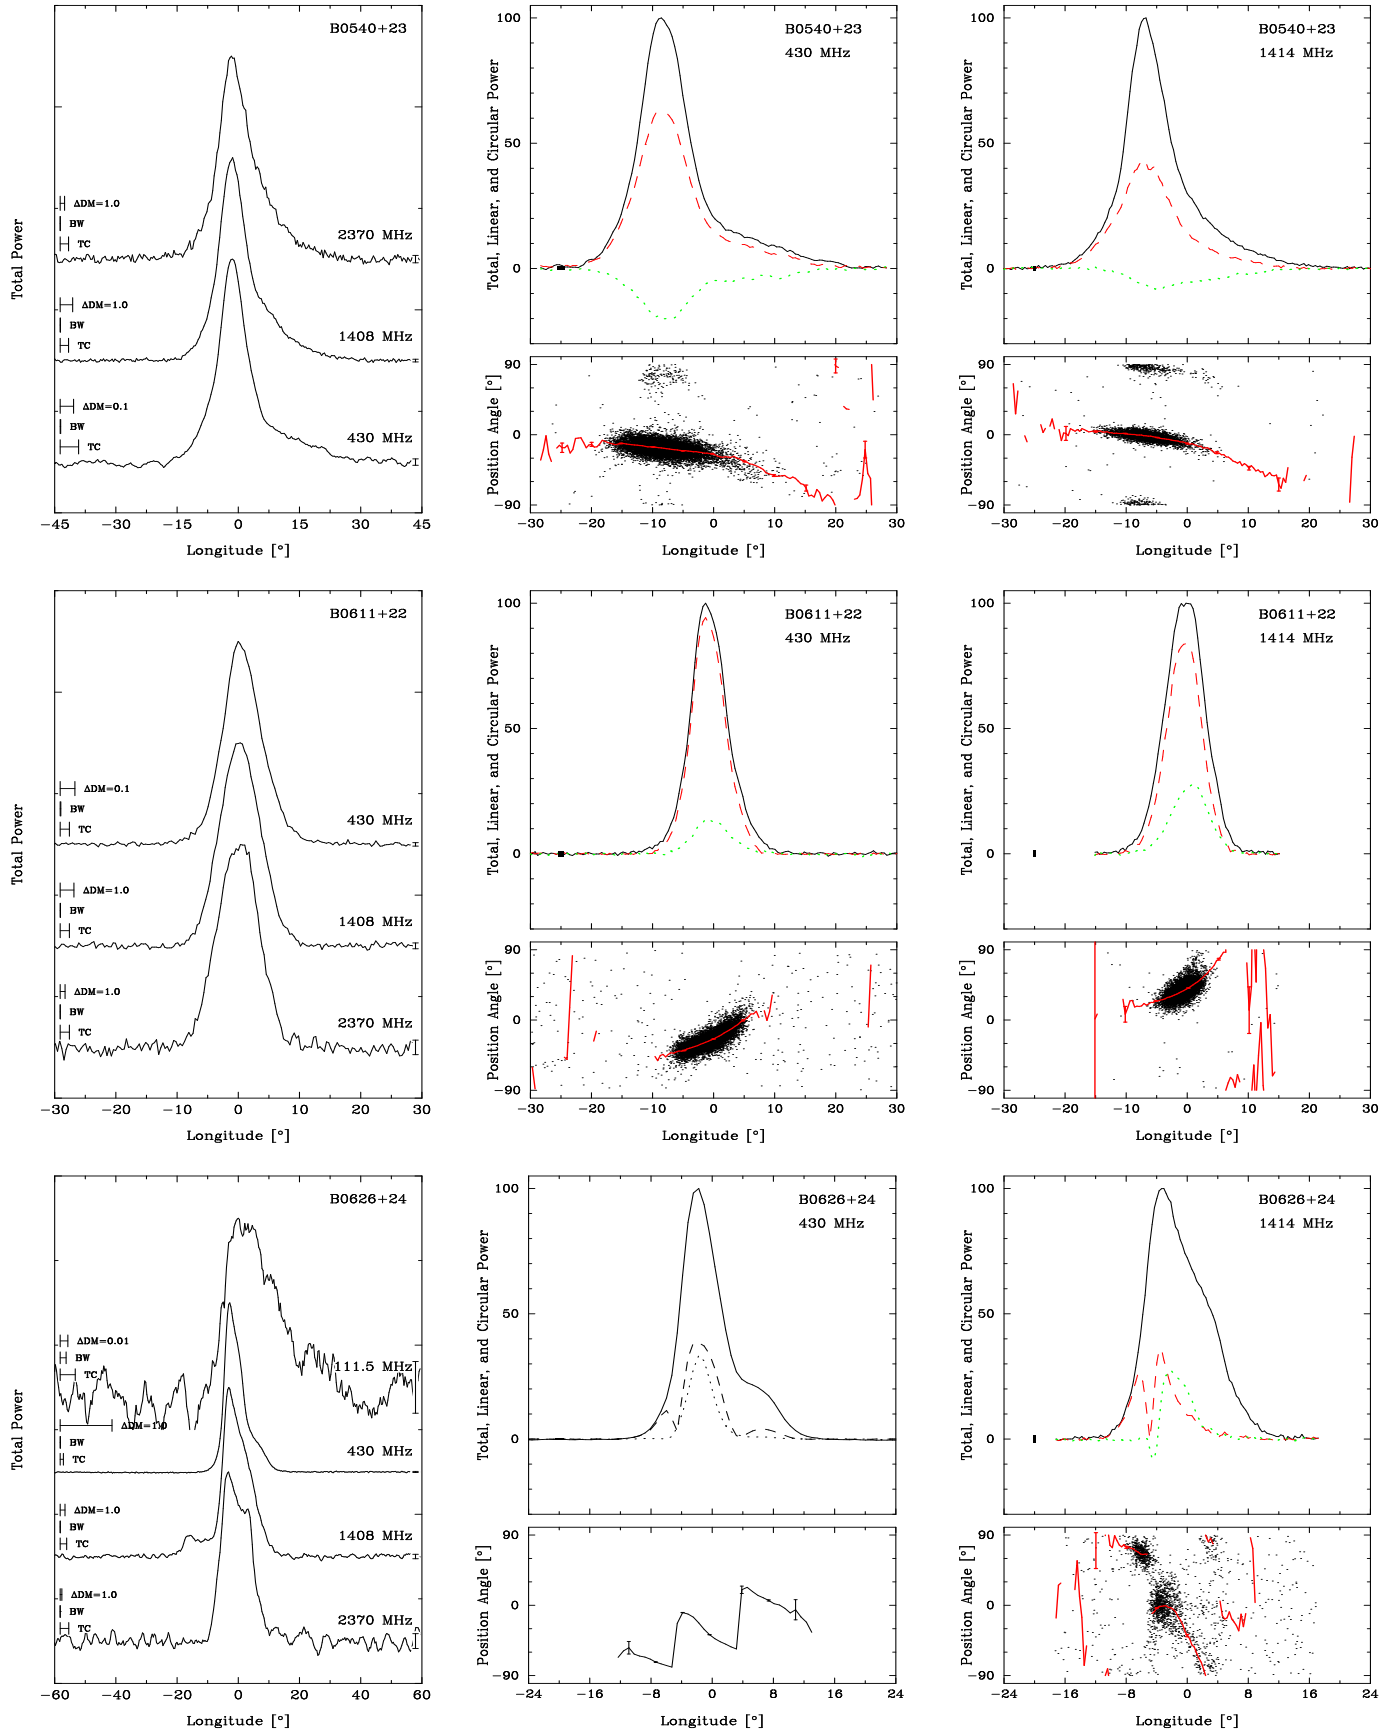 B0540+23
ΔDM=1.0
BW
TC
2370 MHz
ΔDM=1.0
BW
TC
1408 MHz
ΔDM=0.1
BW
TC
430 MHz
Total Power
−45 −30 −15 0 15 30 45
Longitude [°]
B0540+23
430 MHz
100
50
0
Total, Linear, and Circular Power
90
0
−90
Position Angle [°]
−30 −20 −10 0 10 20 30
Longitude [°]
B0540+23
1414 MHz
100
50
0
Total, Linear, and Circular Power
90
0
−90
Position Angle [°]
−30 −20 −10 0 10 20 30
Longitude [°]
B0611+22
ΔDM=0.1
BW
TC
430 MHz
ΔDM=1.0
BW
TC
1408 MHz
ΔDM=1.0
BW
TC
2370 MHz
Total Power
−30 −20 −10 0 10 20 30
Longitude [°]
B0611+22
430 MHz
100
50
0
Total, Linear, and Circular Power
90
0
−90
Position Angle [°]
−30 −20 −10 0 10 20 30
Longitude [°]
B0611+22
1414 MHz
100
50
0
Total, Linear, and Circular Power
90
0
−90
Position Angle [°]
−30 −20 −10 0 10 20 30
Longitude [°]
B0626+24
ΔDM=0.01
BW
TC
111.5 MHz
ΔDM=1.0
BW
TC
430 MHz
ΔDM=1.0
BW
TC
1408 MHz
ΔDM=1.0
BW
TC
2370 MHz
Total Power
−60 −40 −20 0 20 40 60
Longitude [°]
B0626+24
430 MHz
100
50
0
Total, Linear, and Circular Power
90
0
−90
Position Angle [°]
−24 −16 −8 0 8 16 24
Longitude [°]
B0626+24
1414 MHz
100
50
0
Total, Linear, and Circular Power
90
0
−90
Position Angle [°]
−24 −16 −8 0 8 16 24
Longitude [°]